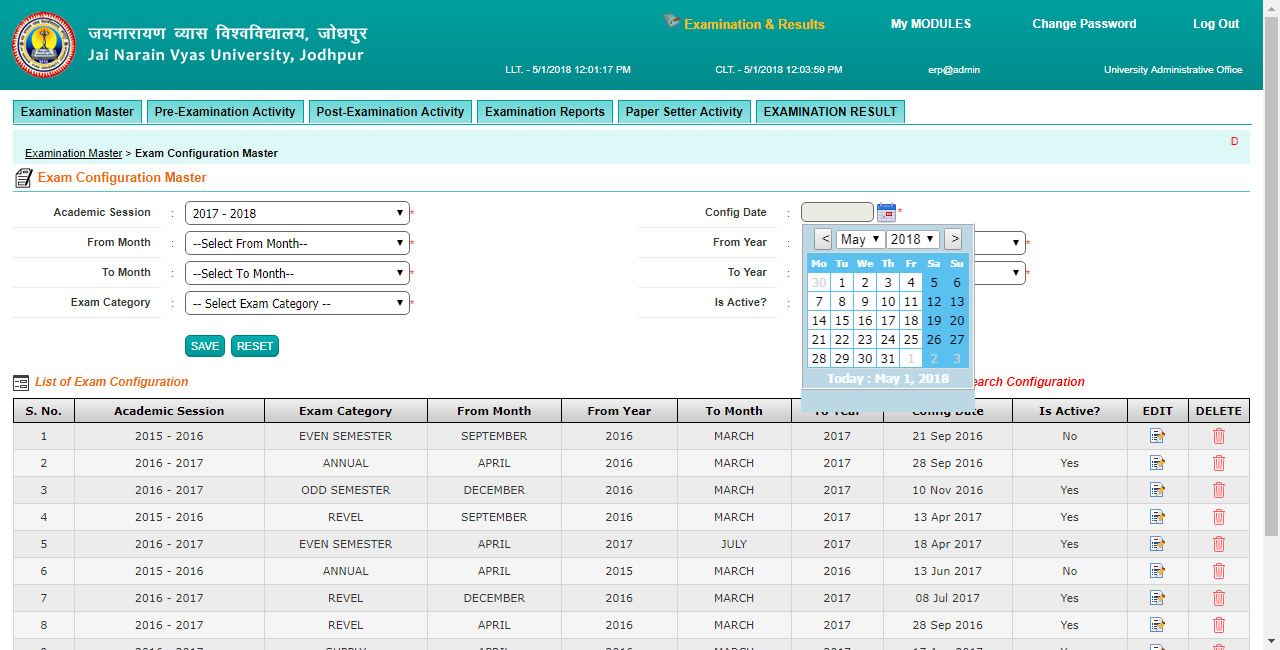 जयनारायण व्यास विश्वविद्यालय, जोधपुर
Jai Narain Vyas University, Jodhpur
Examination & Results My MODULES Change Password Log Out
LLT. - 5/1/2018 12:01:17 PM CLT. - 5/1/2018 12:03:59 PM erp@admin University Administrative Office
Examination Master Pre-Examination Activity Post-Examination Activity Examination Reports Paper Setter Activity EXAMINATION RESULT
D
Examination Master > Exam Configuration Master
Exam Configuration Master
Academic Session : 2017 - 2018 * Config Date : *
From Month : --Select From Month-- * From Year : *
To Month : --Select To Month-- * To Year : *
Exam Category : -- Select Exam Category -- * Is Active? :
< May 2018 >
Mo Tu We Th Fr Sa Su
30 1 2 3 4 5 6
7 8 9 10 11 12 13
14 15 16 17 18 19 20
21 22 23 24 25 26 27
28 29 30 31 1 2 3
Today : May 1, 2018
SAVE RESET
List of Exam Configuration earch Configuration
S. No. Academic Session Exam Category From Month From Year To Month To Year Config Date Is Active? EDIT DELETE
1 2015 - 2016 EVEN SEMESTER SEPTEMBER 2016 MARCH 2017 21 Sep 2016 No
2 2016 - 2017 ANNUAL APRIL 2016 MARCH 2017 28 Sep 2016 Yes
3 2016 - 2017 ODD SEMESTER DECEMBER 2016 MARCH 2017 10 Nov 2016 Yes
4 2015 - 2016 REVEL SEPTEMBER 2016 MARCH 2017 13 Apr 2017 Yes
5 2016 - 2017 EVEN SEMESTER APRIL 2017 JULY 2017 18 Apr 2017 Yes
6 2015 - 2016 ANNUAL APRIL 2015 MARCH 2016 13 Jun 2017 No
7 2016 - 2017 REVEL DECEMBER 2016 MARCH 2017 08 Jul 2017 Yes
8 2016 - 2017 REVEL APRIL 2016 MARCH 2017 28 Sep 2016 Yes